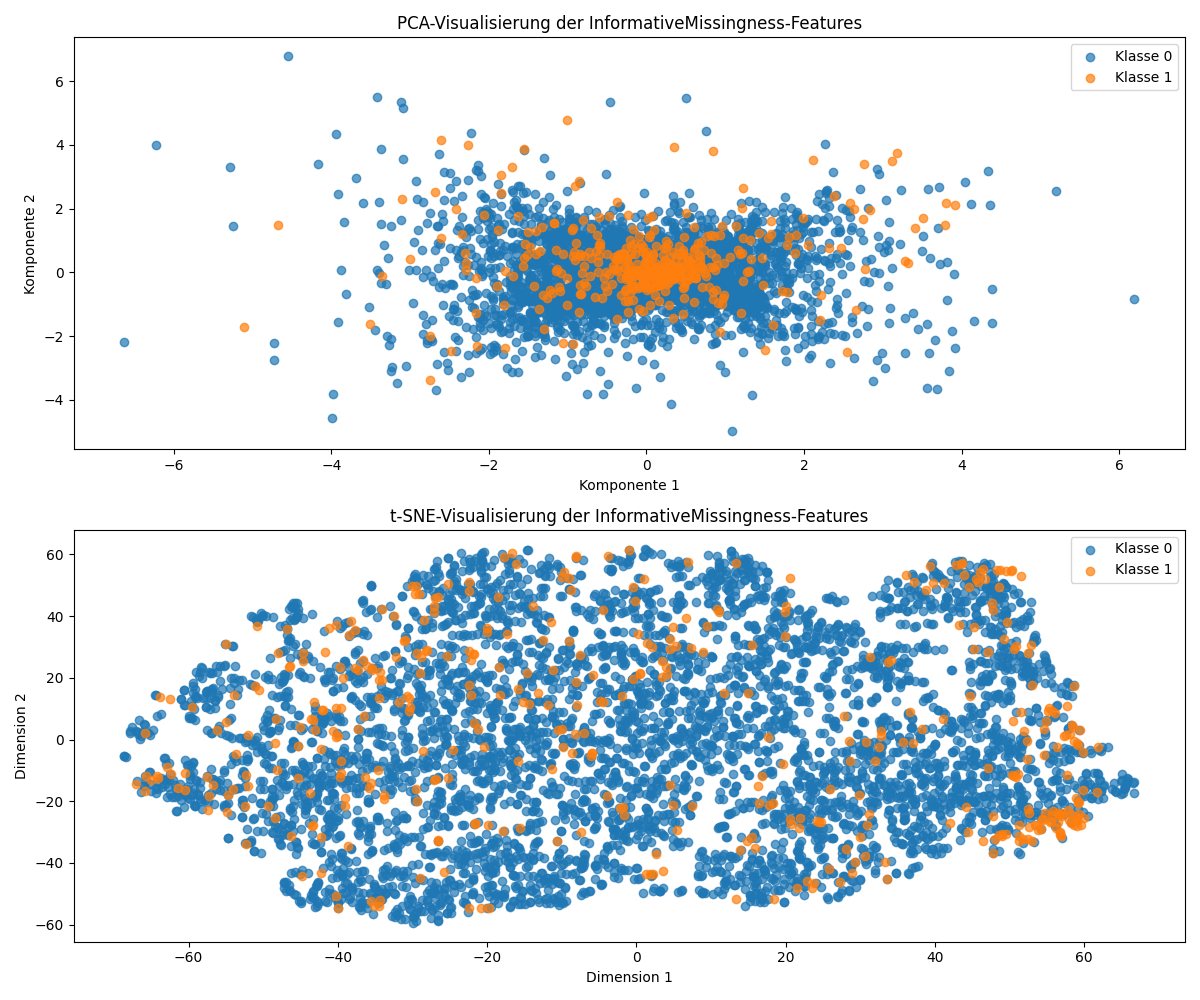 PCA-Visualisierung der InformativeMissingness-Features
Klasse 0
Klasse 1
6
4
2
0
−2
−4
Komponente 2
−6
−4
−2
0
2
4
6
Komponente 1
t-SNE-Visualisierung der InformativeMissingness-Features
Klasse 0
Klasse 1
60
40
20
0
−20
−40
−60
Dimension 2
−60
−40
−20
0
20
40
60
Dimension 1